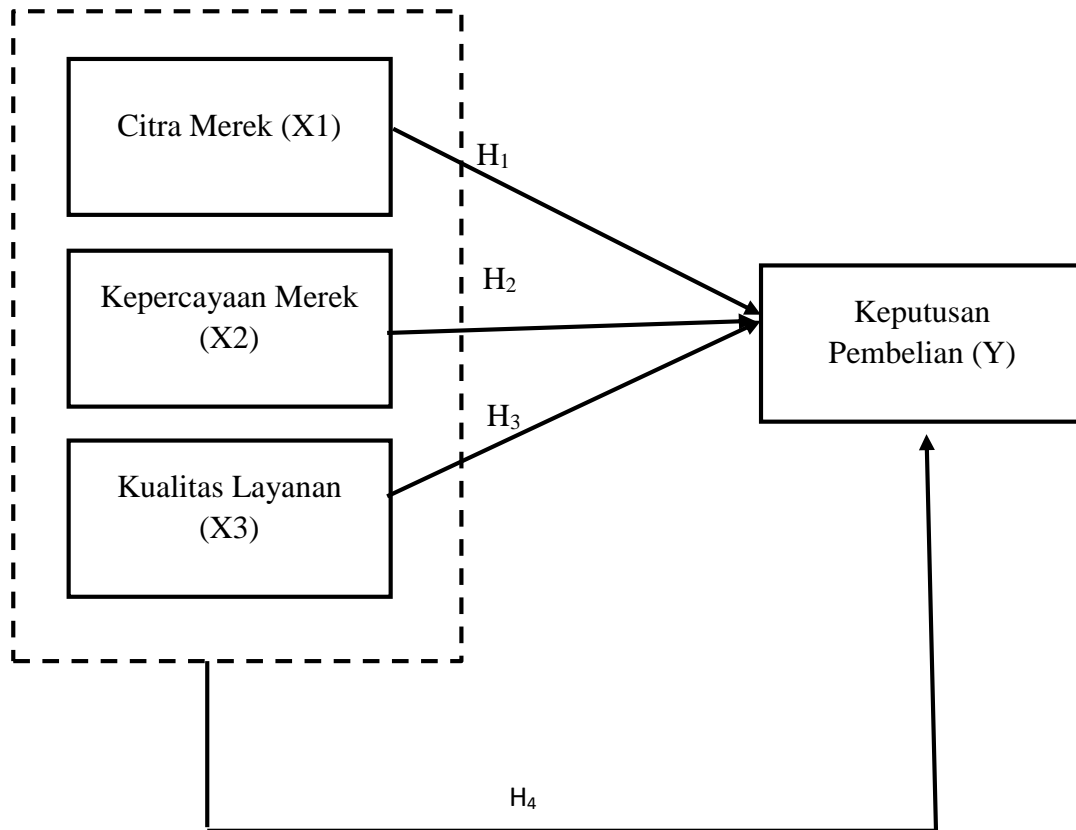 Citra Merek (X1)
H₁
Kepercayaan Merek
(X2)
H₂
Keputusan
Pembelian (Y)
Kualitas Layanan
(X3)
H₃
H₄